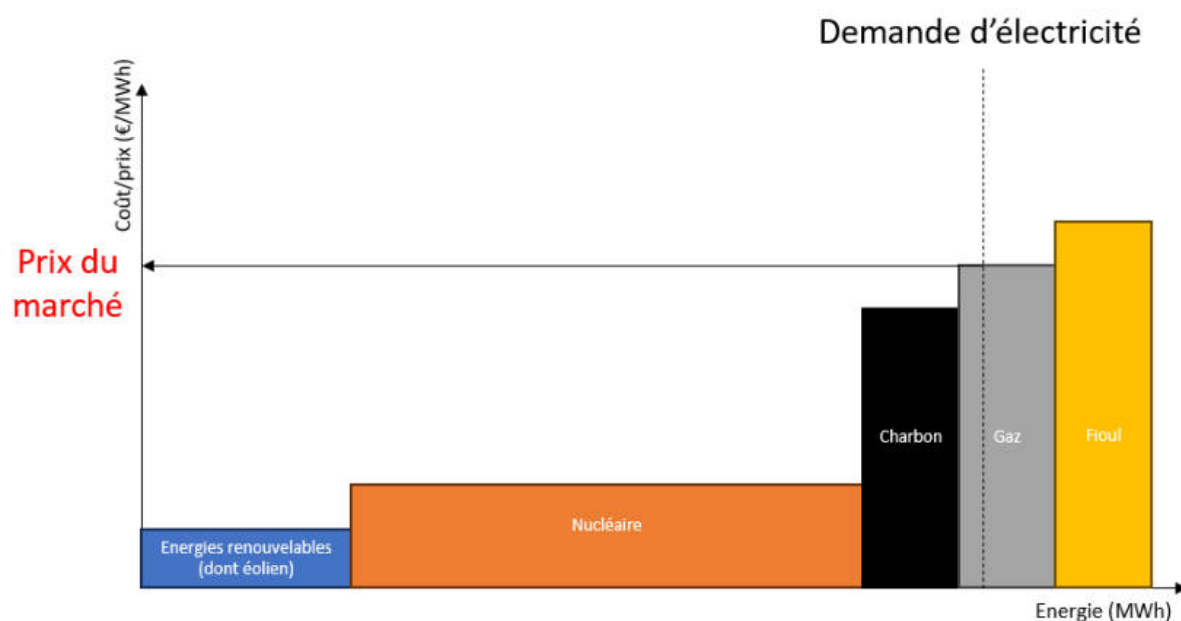 Demande d'électricité
Coût/prix (€/MWh)
Prix du
marché
Charbon
Gaz
Fioul
Nucléaire
Energies renouvelables
(dont éolien)
Energie (MWh)